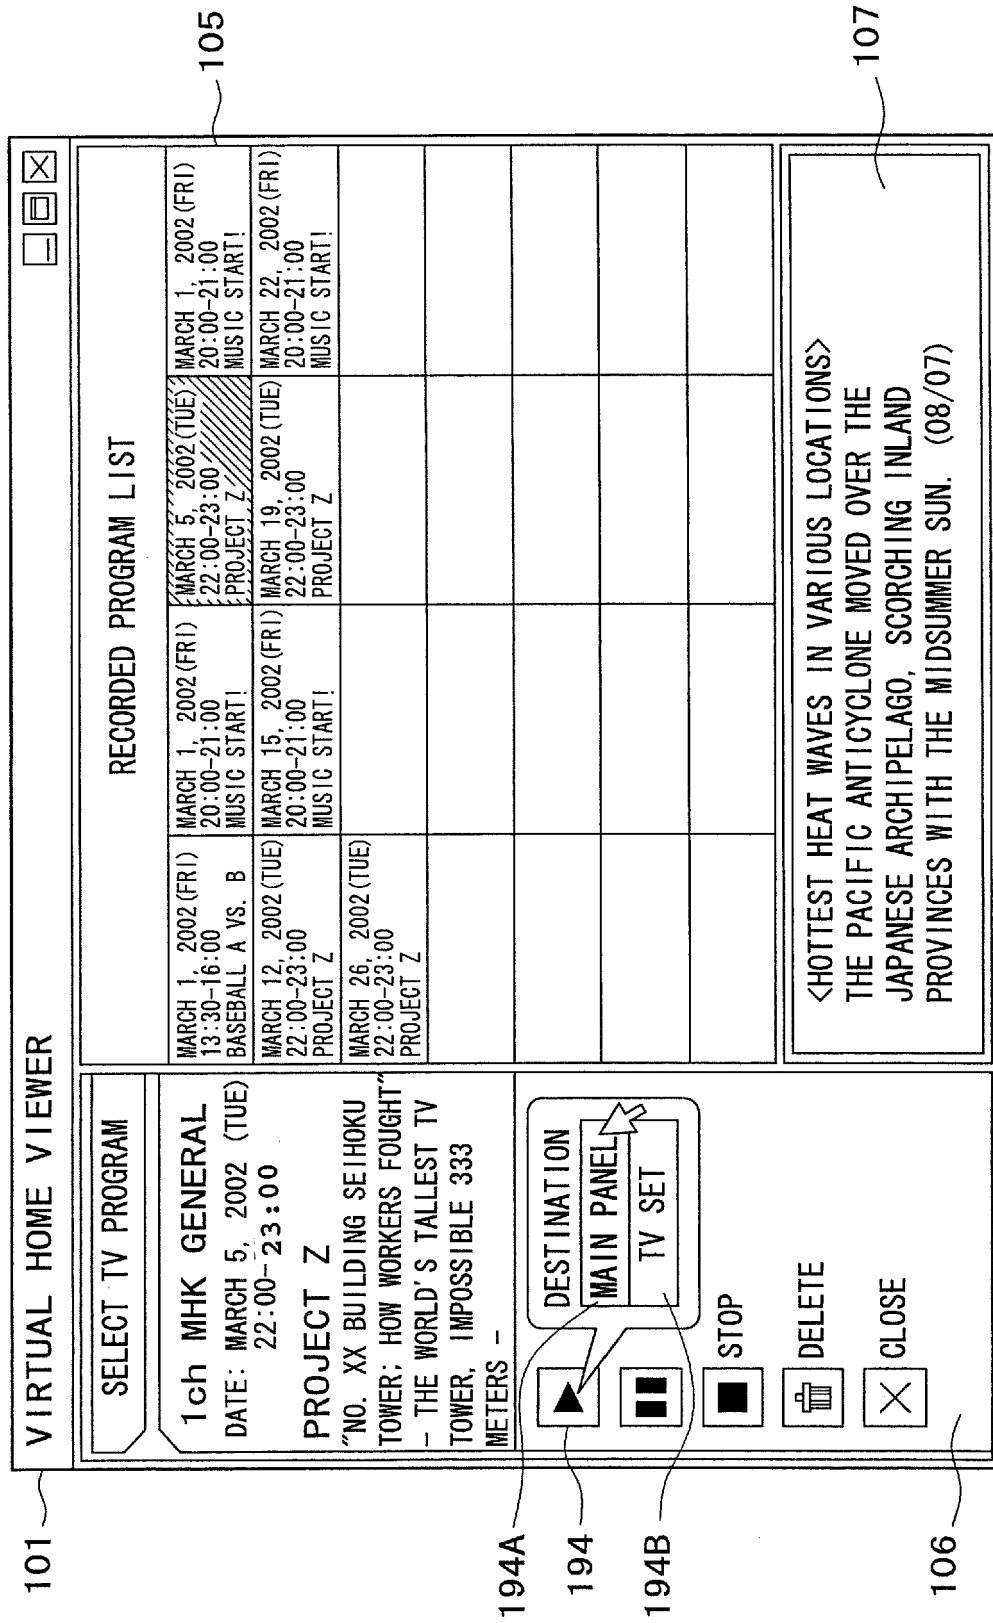 101
VIRTUAL HOME VIEWER
SELECT TV PROGRAM
1ch MHK GENERAL
DATE: MARCH 5, 2002 (TUE)
22:00-23:00
PROJECT Z
"NO. XX BUILDING SEIHOKU
TOWER: HOW WORKERS FOUGHT"
- THE WORLD'S TALLEST TV
TOWER, IMPOSSIBLE 333
METERS -
DESTINATION
MAIN PANEL
TV SET
STOP
DELETE
CLOSE
194A
194
194B
106
RECORDED PROGRAM LIST
105
MARCH 1, 2002(FRI)
13:30-16:00
BASEBALL A VS. B
MARCH 1, 2002(FRI)
20:00-21:00
MUSIC START!
MARCH 5, 2002(TUE)
22:00-23:00
PROJECT Z
MARCH 1, 2002(FRI)
20:00-21:00
MUSIC START!
MARCH 12, 2002(TUE)
22:00-23:00
PROJECT Z
MARCH 15, 2002(FRI)
20:00-21:00
MUSIC START!
MARCH 19, 2002(TUE)
22:00-23:00
PROJECT Z
MARCH 22, 2002(FRI)
20:00-21:00
MUSIC START!
MARCH 26, 2002(TUE)
22:00-23:00
PROJECT Z
<HOTTEST HEAT WAVES IN VARIOUS LOCATIONS>
THE PACIFIC ANTICYCLONE MOVED OVER THE
JAPANESE ARCHIPELAGO, SCORCHING INLAND
PROVINCES WITH THE MIDSUMMER SUN. (08/07)
107